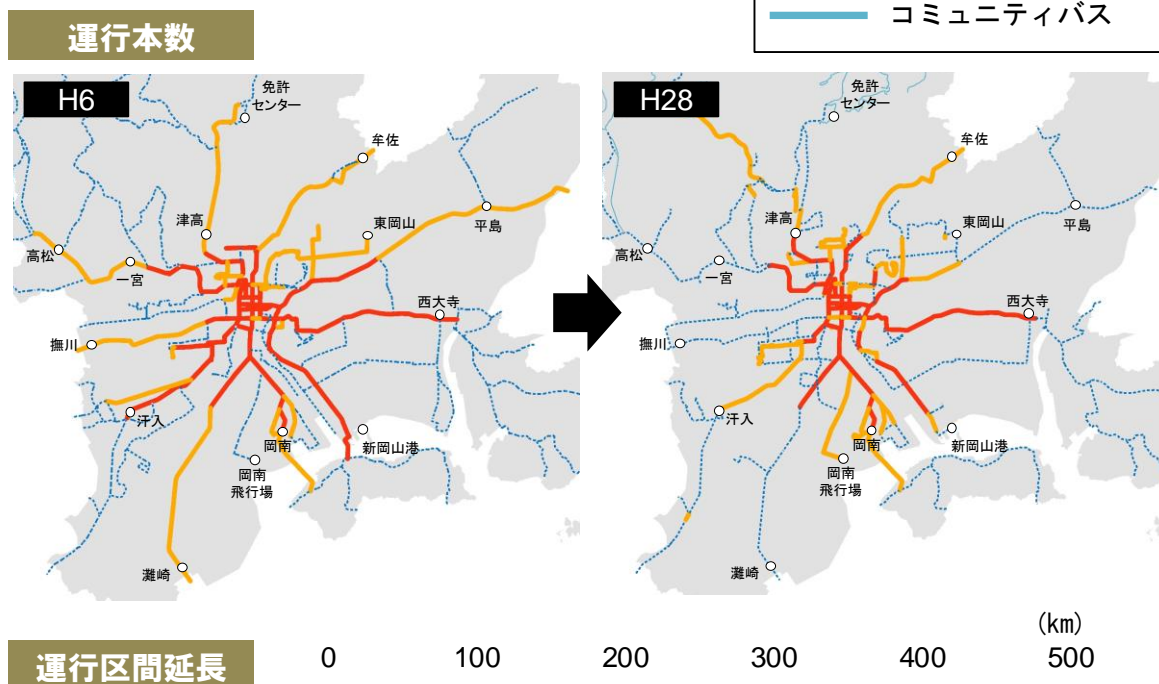 コミュニティバス
運行本数
H6
免許
センター
牟佐
津高
東岡山
平島
高松
一宮
西大寺
撫川
汗入
岡南
新岡山港
岡南
飛行場
灘崎
H28
免許
センター
牟佐
津高
東岡山
平島
高松
一宮
西大寺
撫川
汗入
岡南
新岡山港
岡南
飛行場
灘崎
(km)
運行区間延長 0 100 200 300 400 500